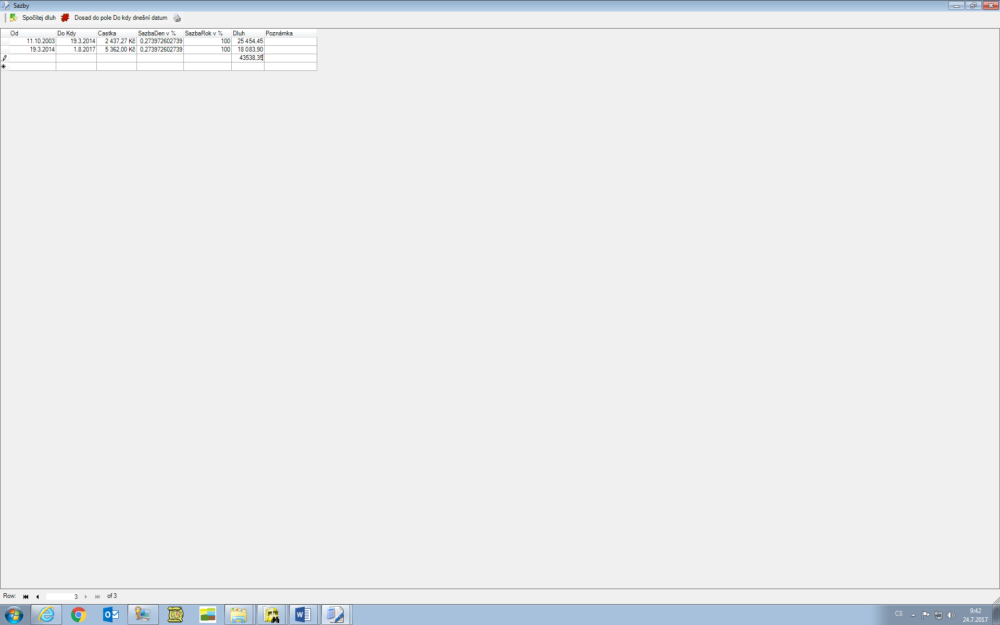 Sazby
Spočítej dluh Dosad do pole Do kdy dnešní datum
Od Do Kdy Castka SazbaDen v % SazbaRok v % Dluh Poznámka
11.10.2003 19.3.2014 2 437,27 Kč 0,273972602739 100 25 454,45
19.3.2014 1.8.2017 5 362,00 Kč 0,273972602739 100 18 083,90
43538,35
Row: 3 of 3
CS 9:42
24.7.2017